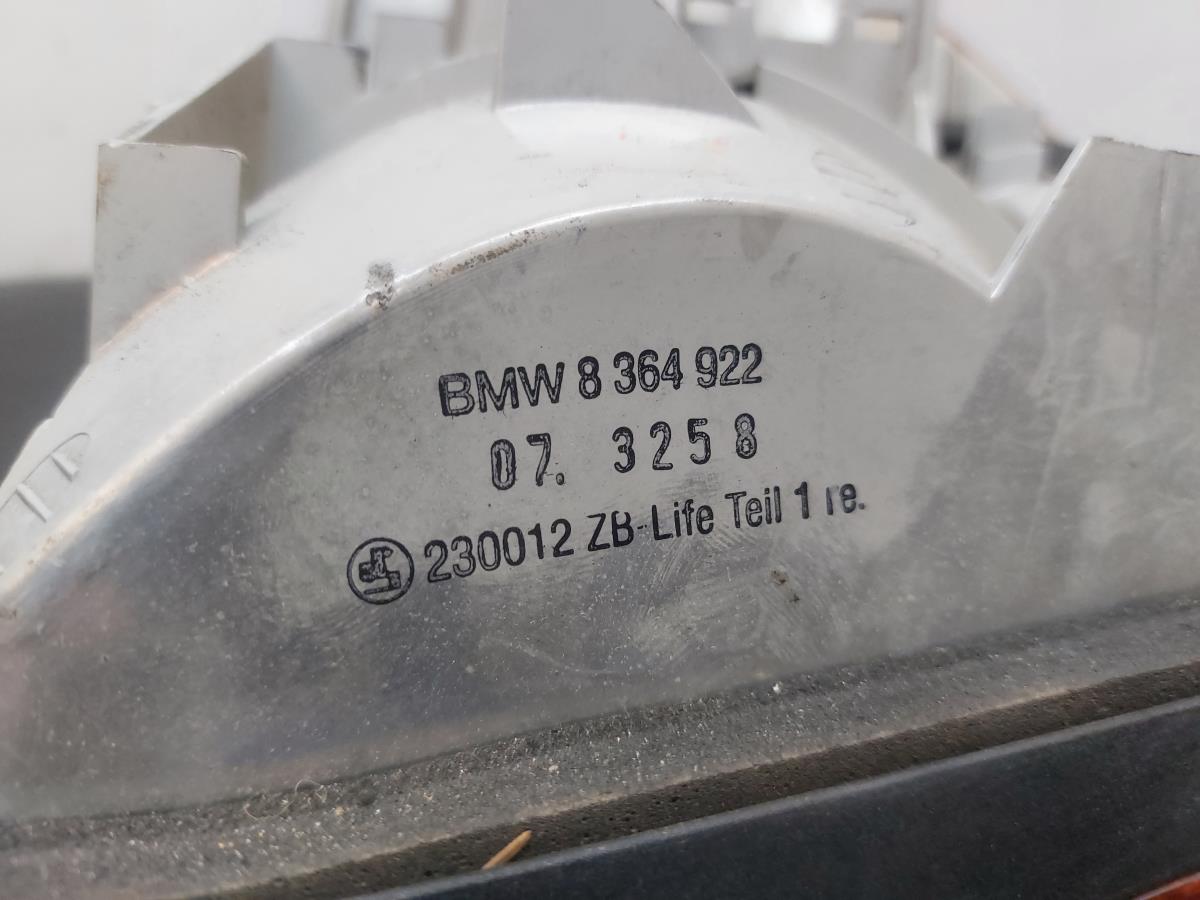 BMW 8 364 922
07. 3258
230012 ZB-Life Teil 1 re.